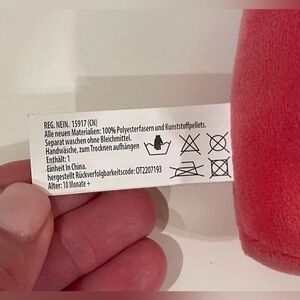 REG. NEIN. 15917 (CN)
Alle neuen Materialien: 100% Polyesterfasern und Kunststoffpellets.
Separat waschen ohne Bleichmittel.
Handwäsche, zum Trocknen aufhängen
Enthält: 1
Einheit In China.
hergestellt Rückverfolgbarkeitscode: OT2207193
Alter: 10 Monate +